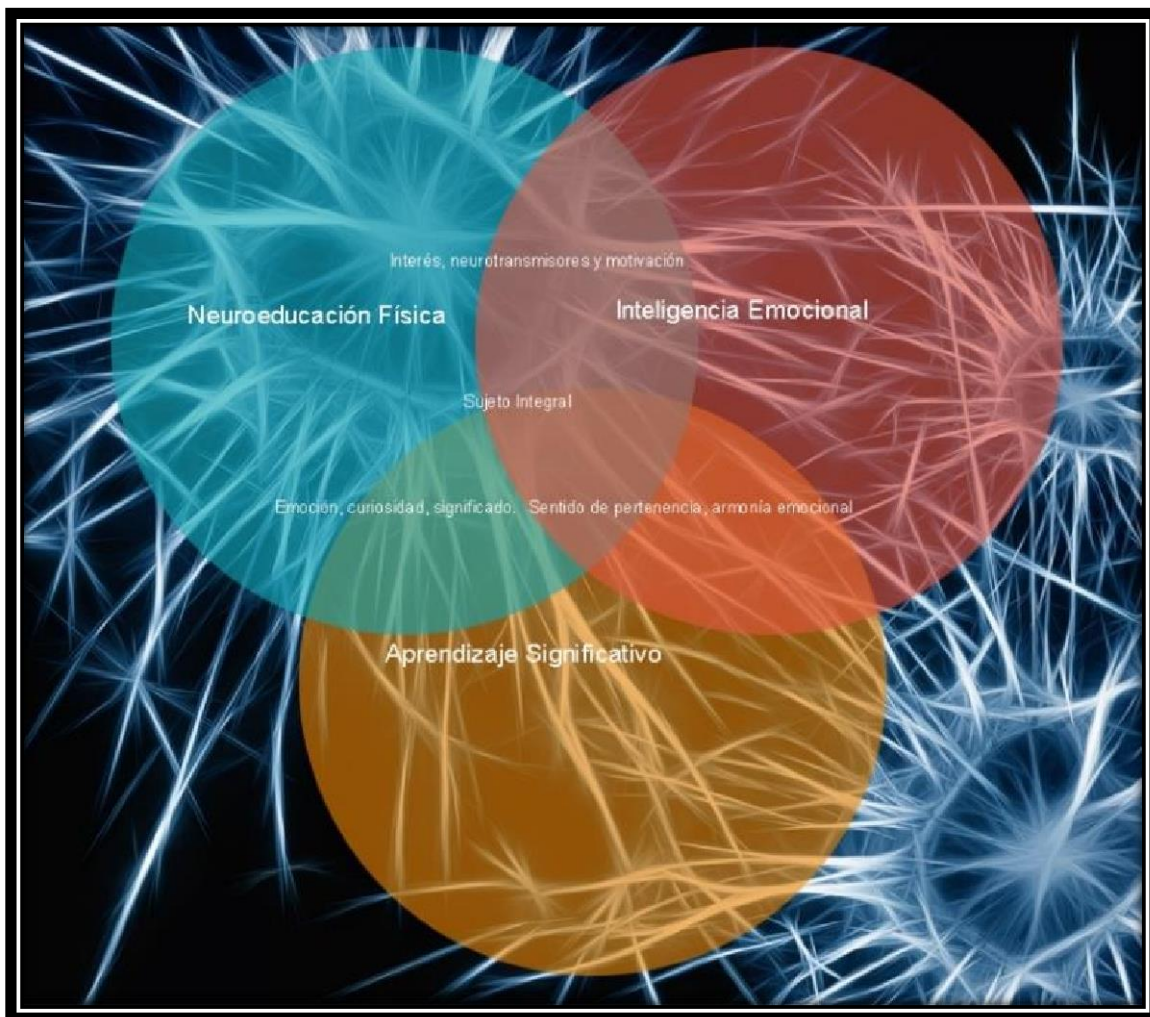 Interés, neurotransmisores y motivación
Neuroeducación Física
Inteligencia Emocional
Sujeto Integral
Emoción, curiosidad, significado.
Sentido de pertenencia, armonía emocional
Aprendizaje Significativo